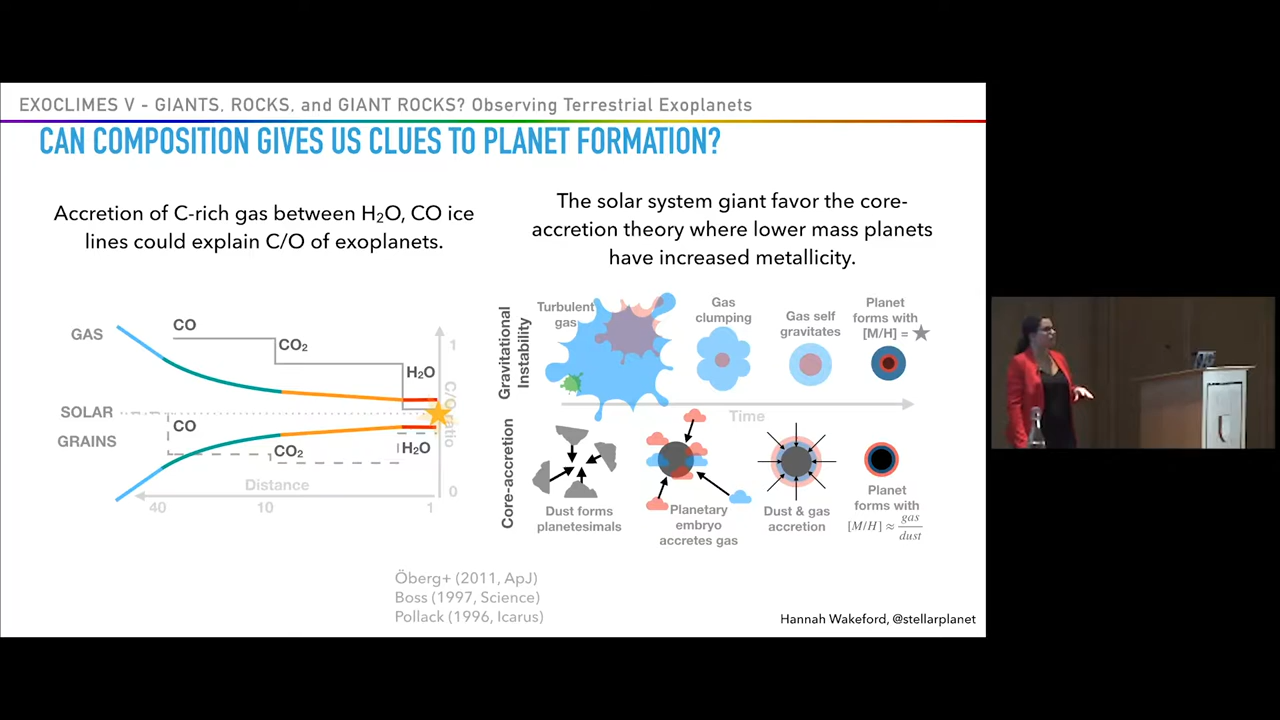 EXOCLIMES V - GIANTS, ROCKS, and GIANT ROCKS? Observing Terrestrial Exoplanets
CAN COMPOSITION GIVES US CLUES TO PLANET FORMATION?
Accretion of C-rich gas between H₂O, CO ice
lines could explain C/O of exoplanets.
GAS
SOLAR
GRAINS
CO
CO₂
H₂O
CO
CO₂
H₂O
1
C/O ratio
0
Distance
40
10
1
The solar system giant favor the core-
accretion theory where lower mass planets
have increased metallicity.
Gravitational
Instability
Turbulent
gas
Gas
clumping
Gas self
gravitates
Planet
forms with
[M/H] = ★
Time
Core-accretion
Dust forms
planetesimals
Planetary
embryo
accretes gas
Dust & gas
accretion
Planet
forms with
[M/H] ≈ gas
dust
Öberg+ (2011, ApJ)
Boss (1997, Science)
Pollack (1996, Icarus)
Hannah Wakeford, @stellarplanet